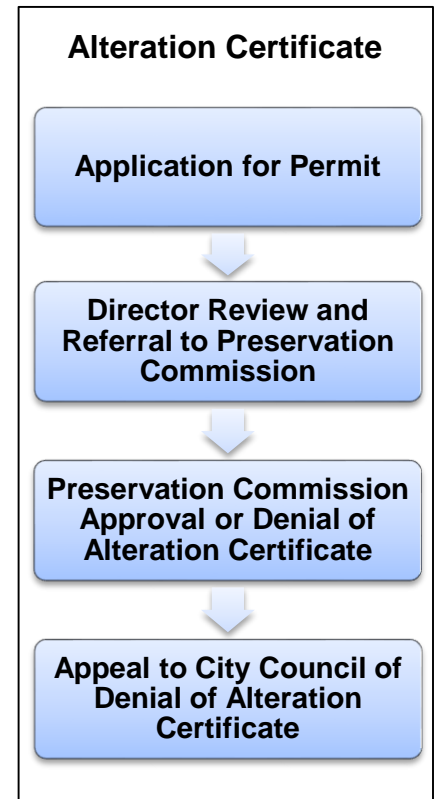 Alteration Certificate
Application for Permit
Director Review and
Referral to Preservation
Commission
Preservation Commission
Approval or Denial of
Alteration Certificate
Appeal to City Council of
Denial of Alteration
Certificate